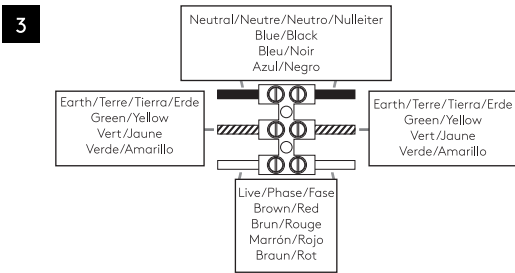 3
Neutral/Neutre/Neutro/Nulleiter
Blue/Black
Bleu/Noir
Azul/Negro
Earth/Terre/Tierra/Erde
Green/Yellow
Vert/Jaune
Verde/Amarillo
Earth/Terre/Tierra/Erde
Green/Yellow
Vert/Jaune
Verde/Amarillo
Live/Phase/Fase
Brown/Red
Brun/Rouge
Marrón/Rojo
Braun/Rot